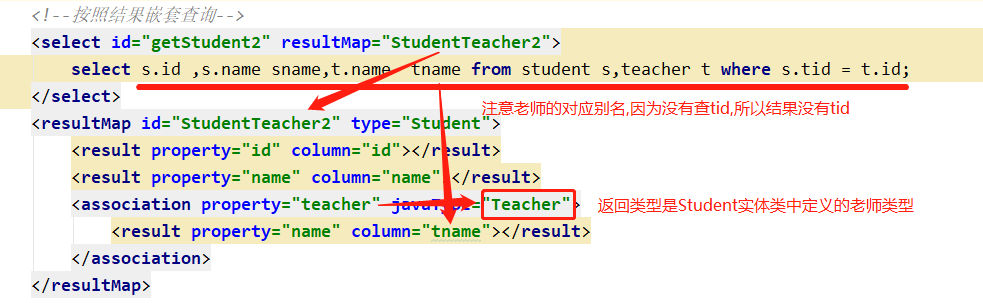 <!--按照结果嵌套查询-->
<select id="getStudent2" resultMap="StudentTeacher2">
select s.id ,s.name sname,t.name tname from student s,teacher t where s.tid = t.id;
</select>
注意老师的对应别名,因为没有查tid,所以结果没有tid
<resultMap id="StudentTeacher2" type="Student">
<result property="id" column="id"></result>
<result property="name" column="name"></result>
<association property="teacher" javaType="Teacher"> 返回类型是Student实体类中定义的老师类型
<result property="name" column="tname"></result>
</association>
</resultMap>